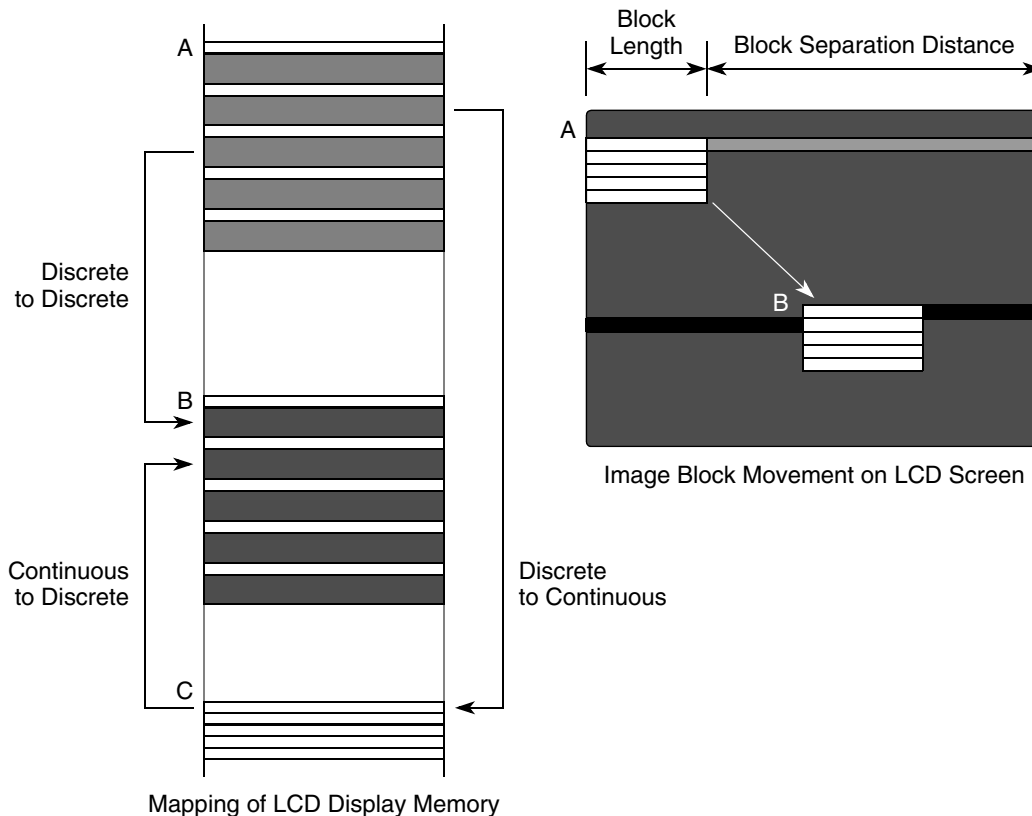 A
Discrete
to Discrete
B
Continuous
to Discrete
C
Discrete
to Continuous
Mapping of LCD Display Memory
Block
Length
Block Separation Distance
A
B
Image Block Movement on LCD Screen